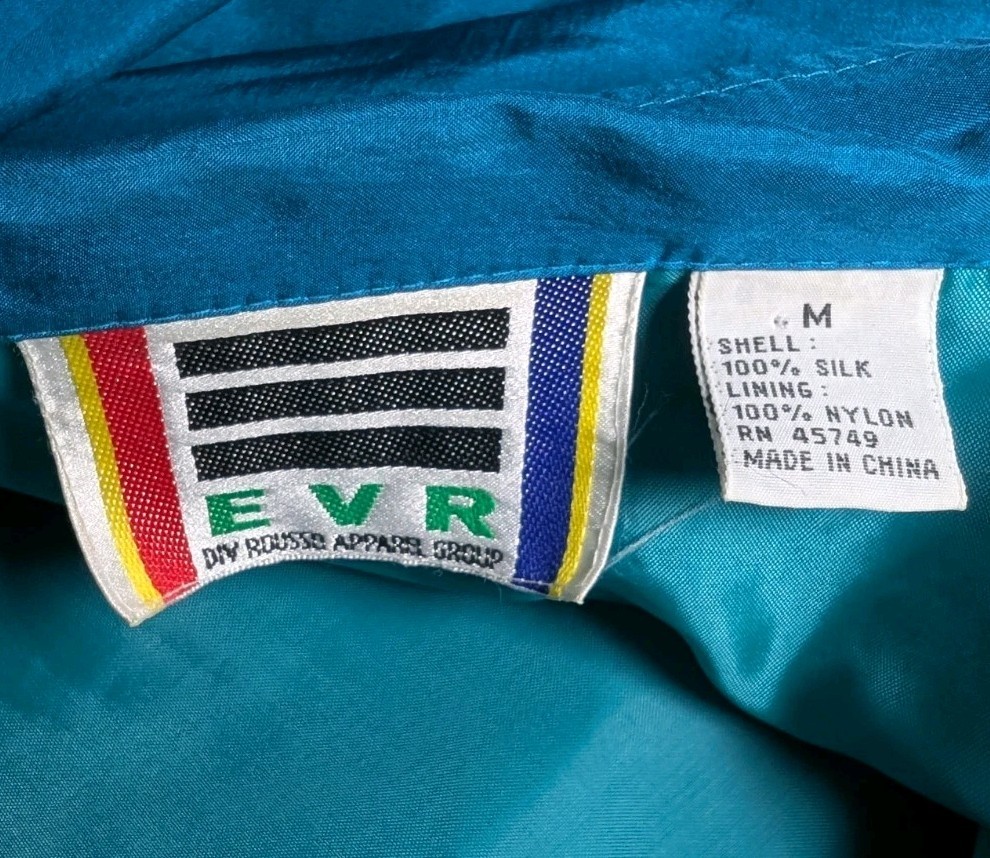 EVR
DIV ROUSSO APPAREL GROUP
M
SHELL :
100% SILK
LINING :
100% NYLON
RN 45749
MADE IN CHINA